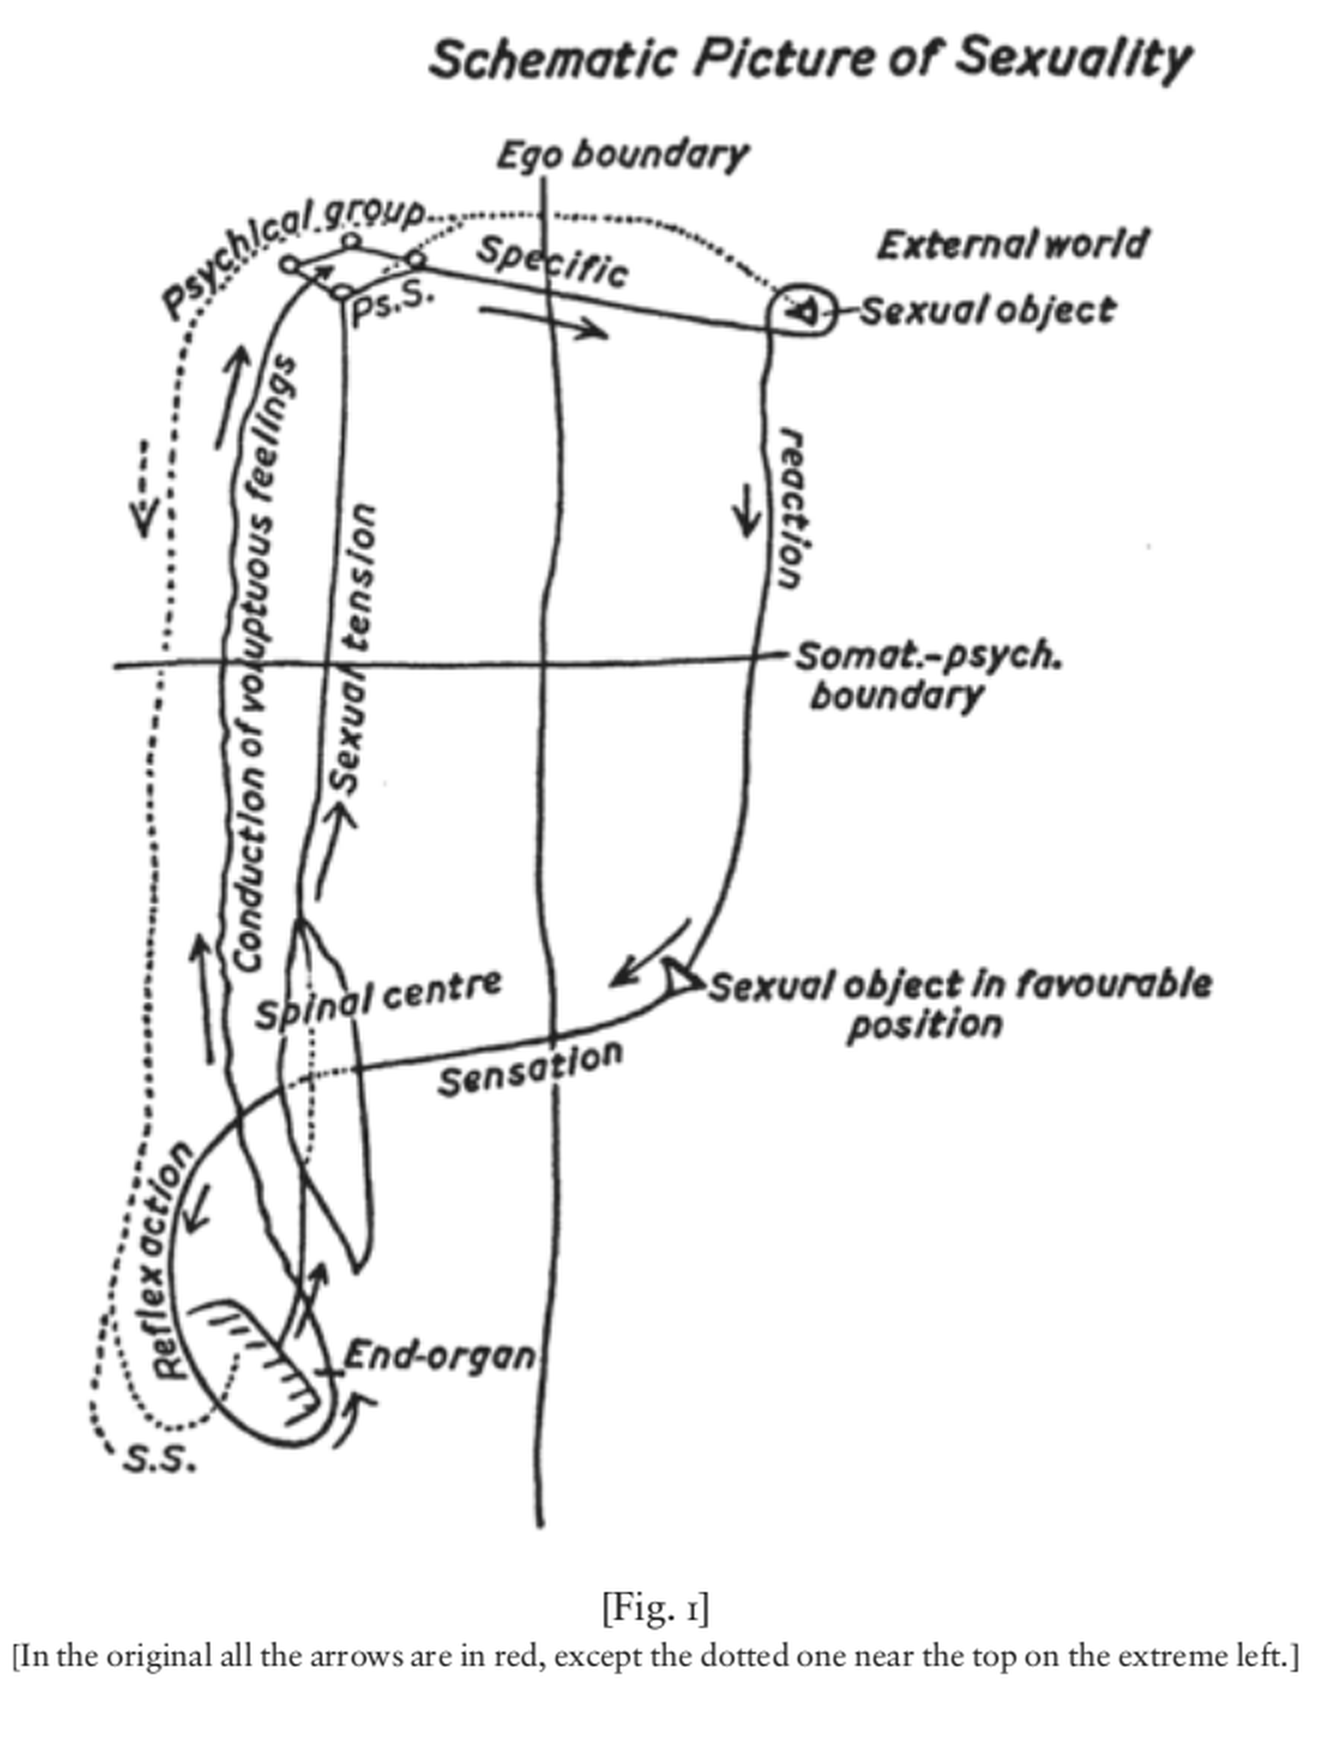 Schematic Picture of Sexuality
Ego boundary
Psychical group
Specific
External world
Ps.S.
Sexual object
Conduction of voluptuous feelings
reaction
Sexual tension
Somat.-psych.
boundary
Spinal centre
Sexual object in favourable
position
Sensation
Reflex action
End-organ
S.S.
[Fig. 1]
[In the original all the arrows are in red, except the dotted one near the top on the extreme left.]